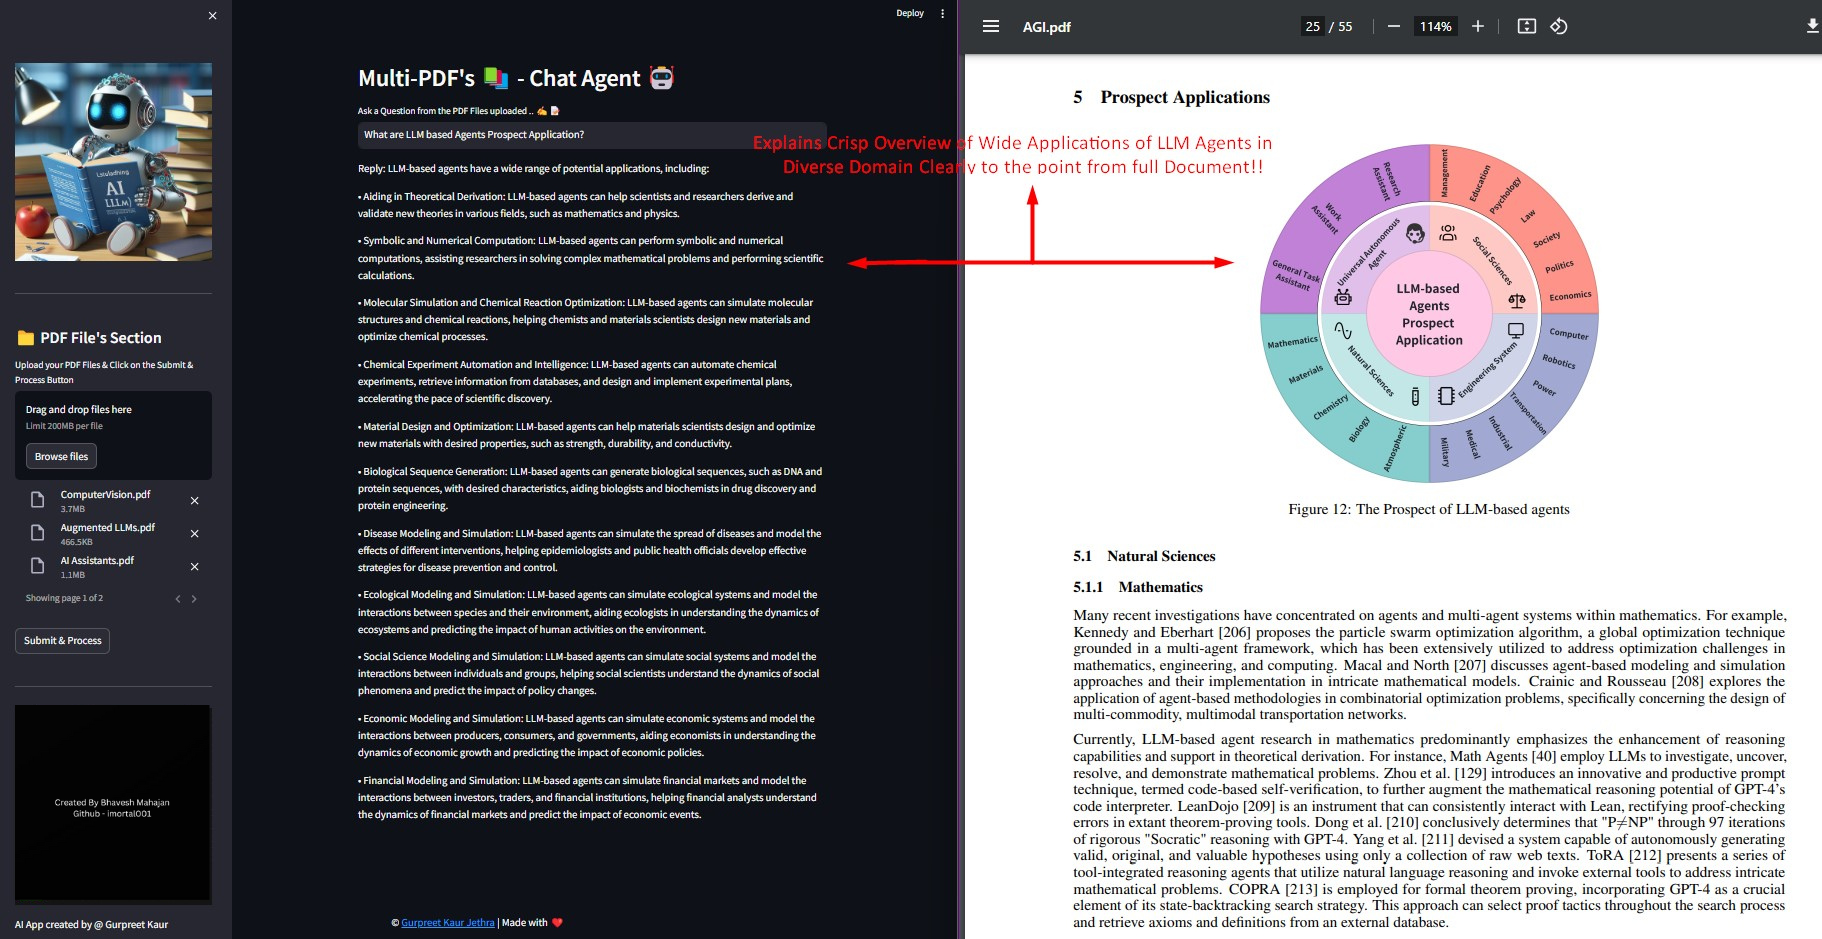 Deploy
AI
LLM)
PDF File's Section
Upload your PDF Files & Click on the Submit &
Process Button
Drag and drop files here
Limit 200MB per file
Browse files
ComputerVision.pdf
3.7MB
Augmented LLMs.pdf
466.5KB
AI Assistants.pdf
1.1MB
Showing page 1 of 2
Submit & Process
Created By Bhavesh Mahajan
Github - imortal001
AI App created by @ Gurpreet Kaur
Multi-PDF's - Chat Agent
Ask a Question from the PDF Files uploaded ..
What are LLM based Agents Prospect Application?
Reply: LLM-based agents have a wide range of potential applications, including:
• Aiding in Theoretical Derivation: LLM-based agents can help scientists and researchers derive and
validate new theories in various fields, such as mathematics and physics.
• Symbolic and Numerical Computation: LLM-based agents can perform symbolic and numerical
computations, assisting researchers in solving complex mathematical problems and performing scientific
calculations.
• Molecular Simulation and Chemical Reaction Optimization: LLM-based agents can simulate molecular
structures and chemical reactions, helping chemists and materials scientists design new materials and
optimize chemical processes.
• Chemical Experiment Automation and Intelligence: LLM-based agents can automate chemical
experiments, retrieve information from databases, and design and implement experimental plans,
accelerating the pace of scientific discovery.
• Material Design and Optimization: LLM-based agents can help materials scientists design and optimize
new materials with desired properties, such as strength, durability, and conductivity.
• Biological Sequence Generation: LLM-based agents can generate biological sequences, such as DNA and
protein sequences, with desired characteristics, aiding biologists and biochemists in drug discovery and
protein engineering.
• Disease Modeling and Simulation: LLM-based agents can simulate the spread of diseases and model the
effects of different interventions, helping epidemiologists and public health officials develop effective
strategies for disease prevention and control.
• Ecological Modeling and Simulation: LLM-based agents can simulate ecological systems and model the
interactions between species and their environment, aiding ecologists in understanding the dynamics of
ecosystems and predicting the impact of human activities on the environment.
• Social Science Modeling and Simulation: LLM-based agents can simulate social systems and model the
interactions between individuals and groups, helping social scientists understand the dynamics of social
phenomena and predict the impact of policy changes.
• Economic Modeling and Simulation: LLM-based agents can simulate economic systems and model the
interactions between producers, consumers, and governments, aiding economists in understanding the
dynamics of economic growth and predicting the impact of economic policies.
• Financial Modeling and Simulation: LLM-based agents can simulate financial markets and model the
interactions between investors, traders, and financial institutions, helping financial analysts understand
the dynamics of financial markets and predict the impact of economic events.
© Gurpreet Kaur Jethra | Made with
Explains Crisp Overview of Wide Applications of LLM Agents in
Diverse Domain Clearly to the point from full Document!!
AGI.pdf
25 / 55
114%
5 Prospect Applications
Research
Assistant
Work
Assistant
General Task
Assistant
Management
Education
Psychology
Law
Society
Politics
Economics
Universal Autonomous
Agent
Social Sciences
LLM-based
Agents
Prospect
Application
Natural Sciences
Engineering System
Mathematics
Materials
Chemistry
Biology
Atmospheric
Computer
Robotics
Power
Transportation
Industrial
Medical
Military
Figure 12: The Prospect of LLM-based agents
5.1 Natural Sciences
5.1.1 Mathematics
Many recent investigations have concentrated on agents and multi-agent systems within mathematics. For example,
Kennedy and Eberhart [206] proposes the particle swarm optimization algorithm, a global optimization technique
grounded in a multi-agent framework, which has been extensively utilized to address optimization challenges in
mathematics, engineering, and computing. Macal and North [207] discusses agent-based modeling and simulation
approaches and their implementation in intricate mathematical models. Crainic and Rousseau [208] explores the
application of agent-based methodologies in combinatorial optimization problems, specifically concerning the design of
multi-commodity, multimodal transportation networks.
Currently, LLM-based agent research in mathematics predominantly emphasizes the enhancement of reasoning
capabilities and support in theoretical derivation. For instance, Math Agents [40] employ LLMs to investigate, uncover,
resolve, and demonstrate mathematical problems. Zhou et al. [129] introduces an innovative and productive prompt
technique, termed code-based self-verification, to further augment the mathematical reasoning potential of GPT-4's
code interpreter. LeanDojo [209] is an instrument that can consistently interact with Lean, rectifying proof-checking
errors in extant theorem-proving tools. Dong et al. [210] conclusively determines that "P≠NP" through 97 iterations
of rigorous "Socratic" reasoning with GPT-4. Yang et al. [211] devised a system capable of autonomously generating
valid, original, and valuable hypotheses using only a collection of raw web texts. ToRA [212] presents a series of
tool-integrated reasoning agents that utilize natural language reasoning and invoke external tools to address intricate
mathematical problems. COPRA [213] is employed for formal theorem proving, incorporating GPT-4 as a crucial
element of its state-backtracking search strategy. This approach can select proof tactics throughout the search process
and retrieve axioms and definitions from an external database.